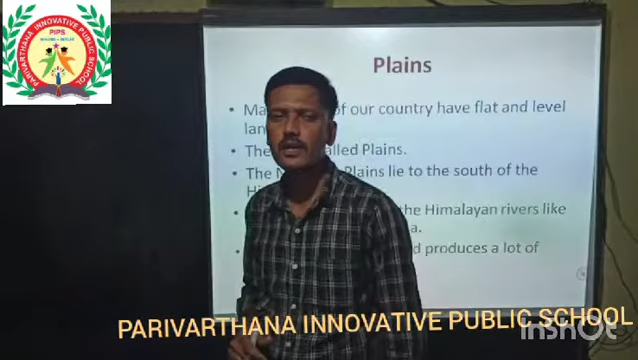 PARIVARTHANA INNOVATIVE PUBLIC SCHOOL
PIPS
Plains
of our country have flat and level
lan
The alled Plains.
The N Plains lie to the south of the
Hi
the Himalayan rivers like
a.
d produces a lot of
PARIVARTHANA INNOVATIVE PUBLIC SCHOOL
InShOt